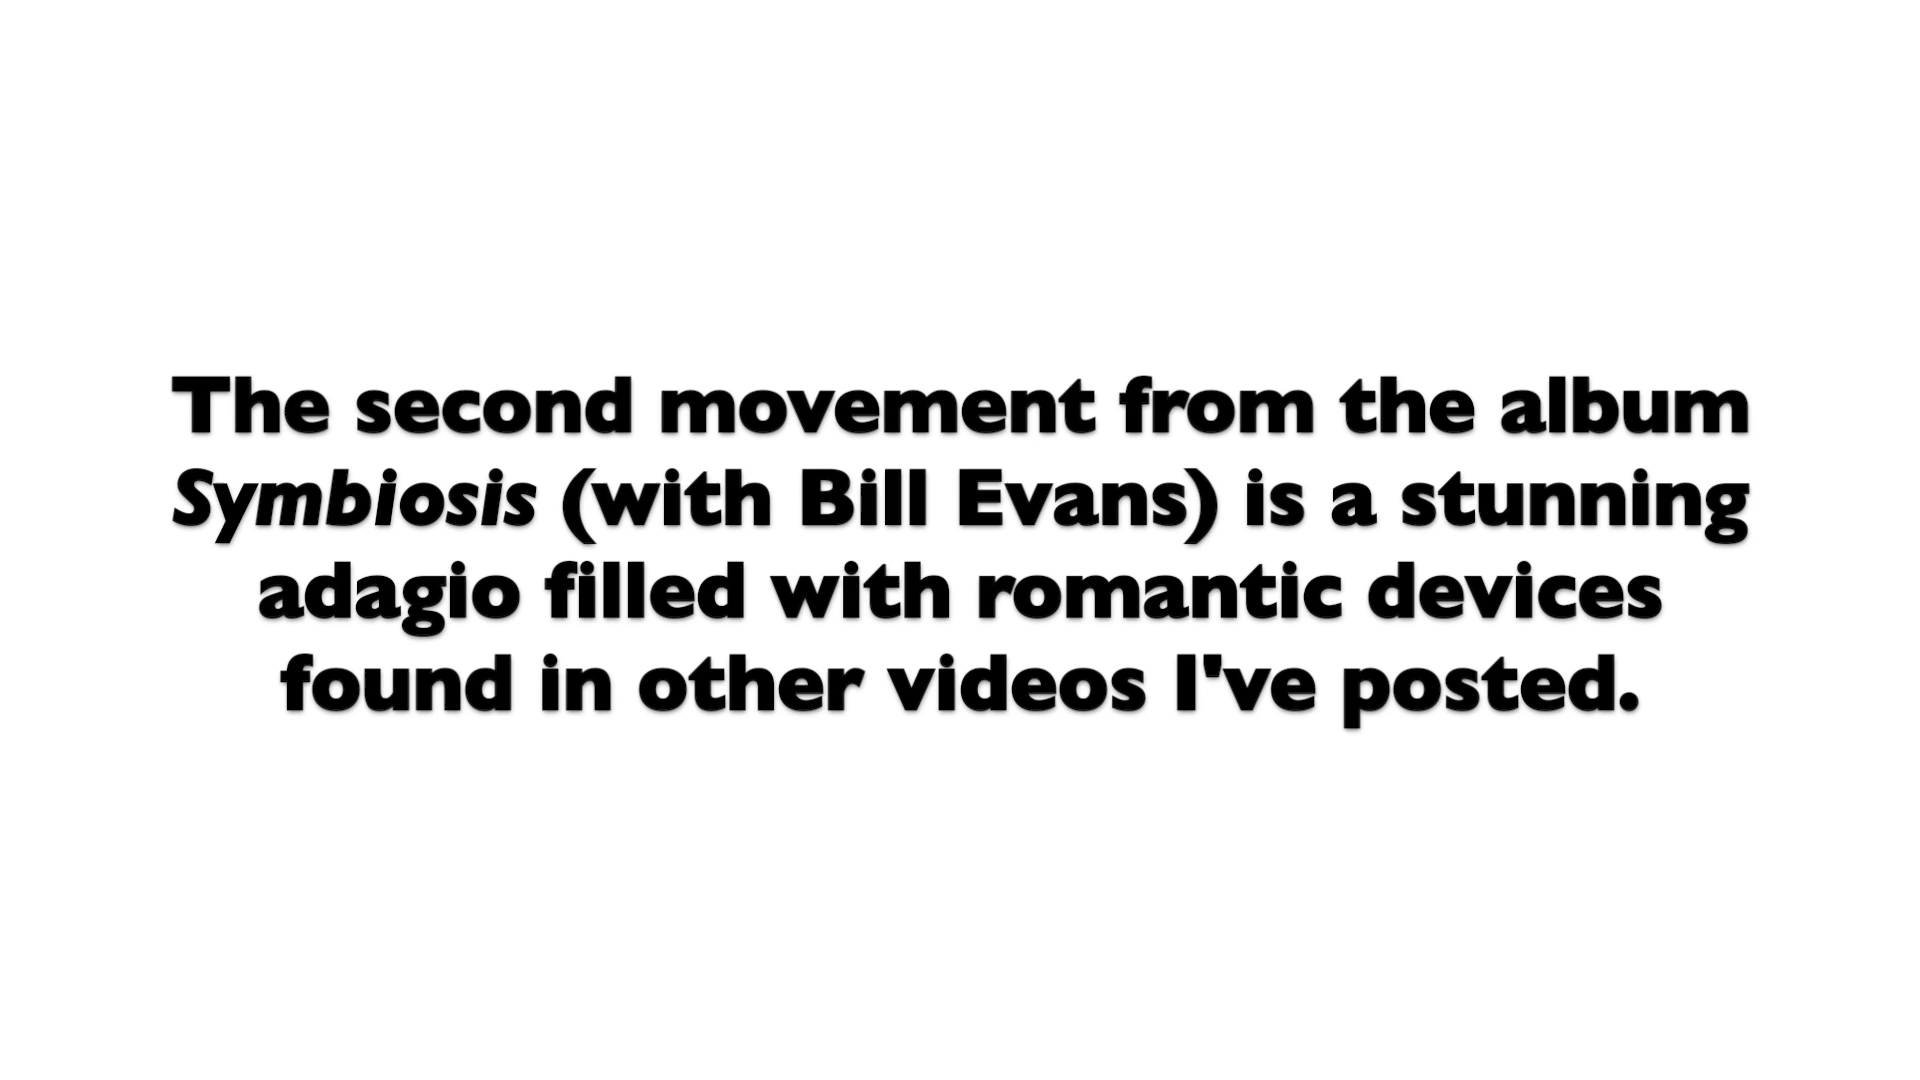 The second movement from the album
Symbiosis (with Bill Evans) is a stunning
adagio filled with romantic devices
found in other videos I've posted.